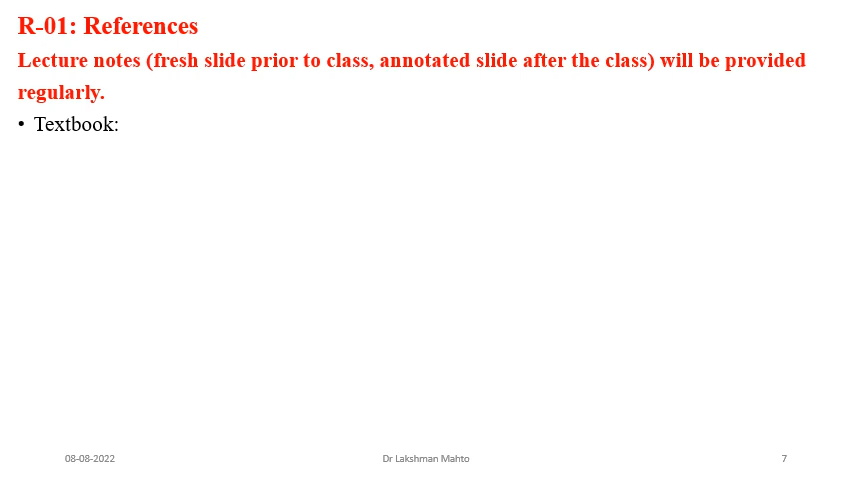 R-01: References
Lecture notes (fresh slide prior to class, annotated slide after the class) will be provided
regularly.
• Textbook:
08-08-2022 Dr Lakshman Mahto 7